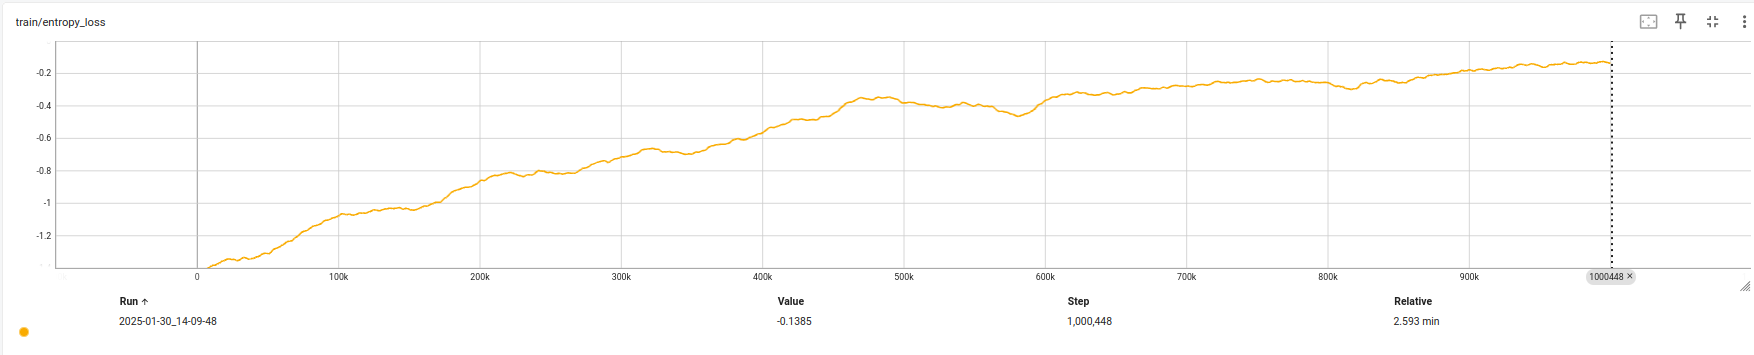 train/entropy_loss
-0.2
-0.4
-0.6
-0.8
-1
-1.2
0 100k 200k 300k 400k 500k 600k 700k 800k 900k 1000448 ×
Run ↑ Value Step Relative
2025-01-30_14-09-48 -0.1385 1,000,448 2.593 min